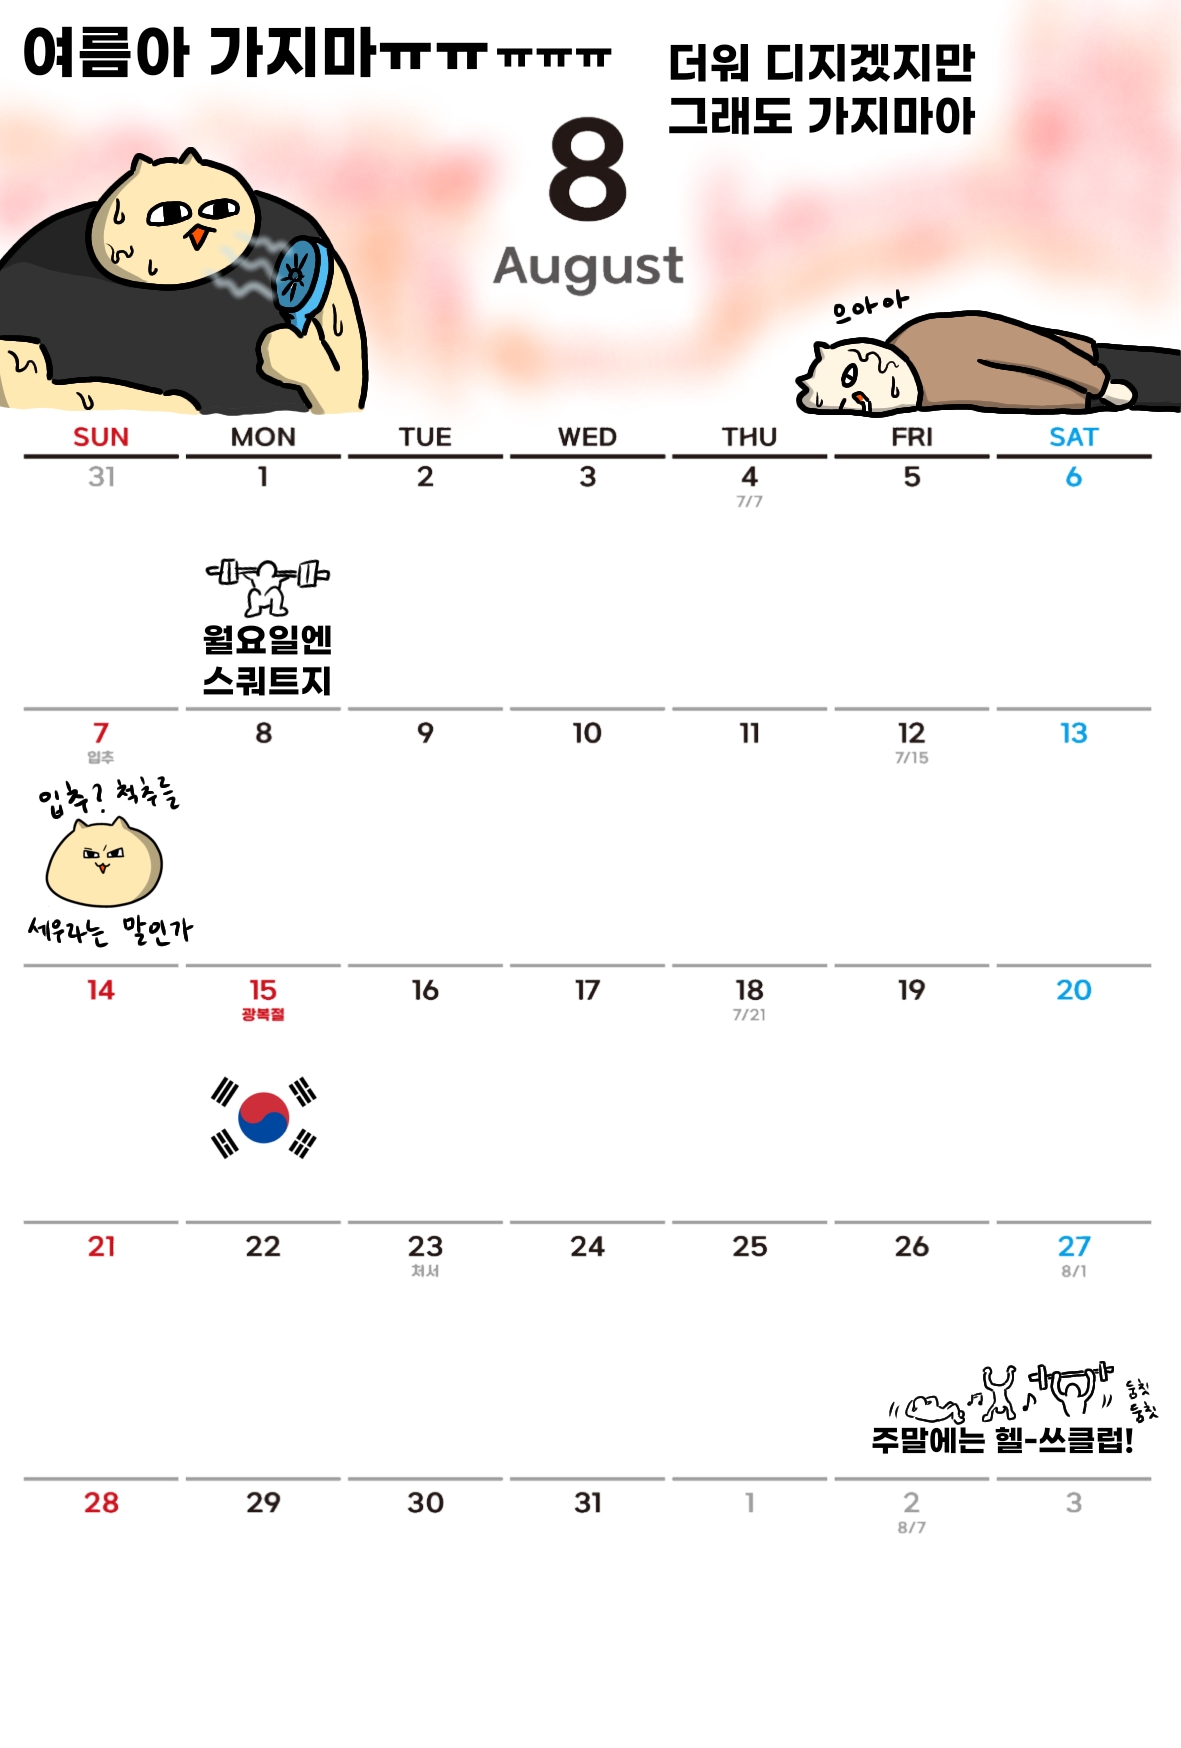 여름아 가지마ㅠㅠㅠㅠㅠ
더워 디지겠지만
그래도 가지마아
8
August
으아아
SUN MON TUE WED THU FRI SAT
31 1 2 3 4 5 6
7/7
월요일엔
스쿼트지
7 8 9 10 11 12 13
입추 7/15
입추? 척추를
세우라는 말인가
14 15 16 17 18 19 20
광복절 7/21
21 22 23 24 25 26 27
처서 8/1
둠칫
둠칫
주말에는 헬-쓰클럽!
28 29 30 31 1 2 3
8/7